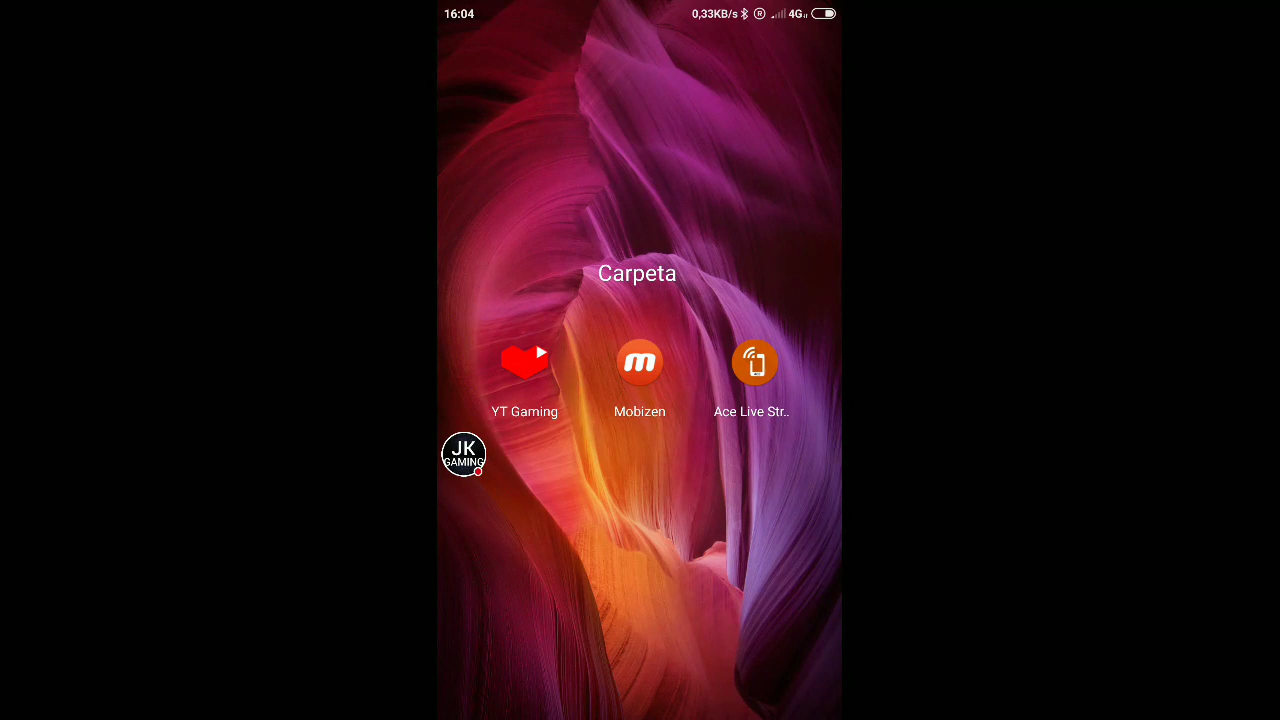 16:04
0,33KB/s R 4G
Carpeta
YT Gaming
m
Mobizen
Ace Live Str..
JK
GAMING